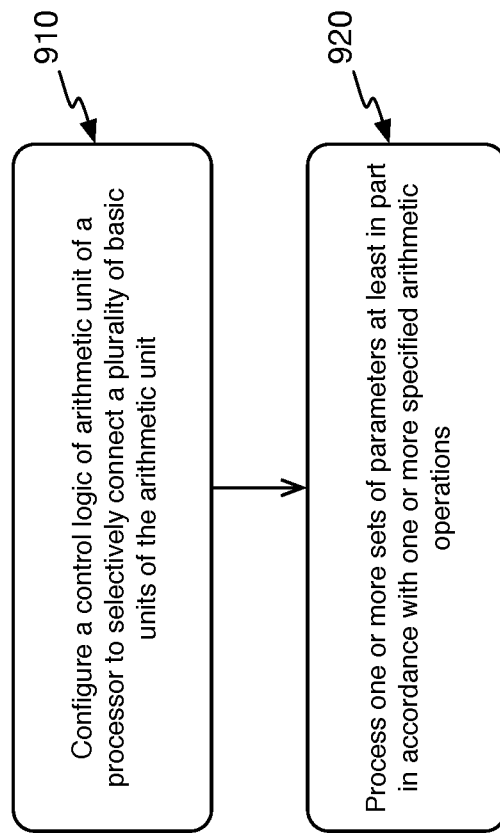 910
Configure a control logic of arithmetic unit of a
processor to selectively connect a plurality of basic
units of the arithmetic unit
920
Process one or more sets of parameters at least in part
in accordance with one or more specified arithmetic
operations